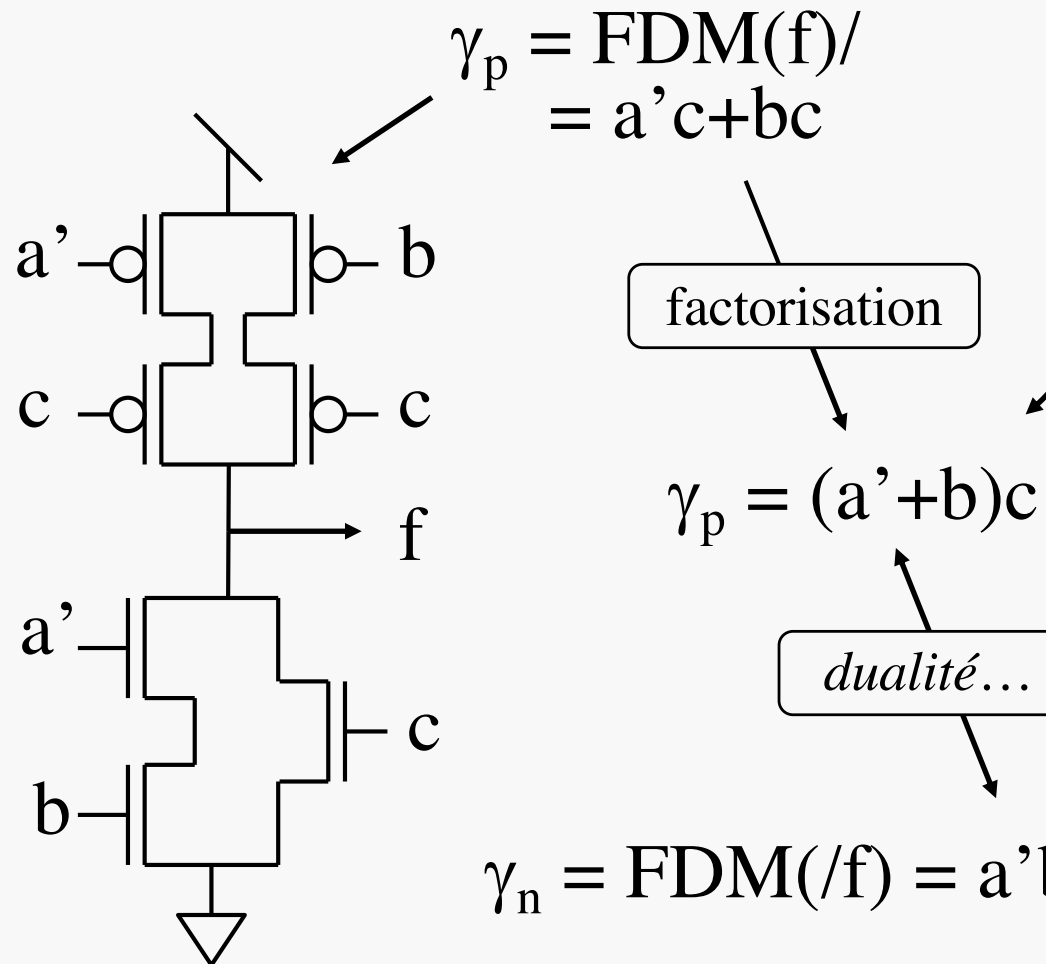 γp = FDM(f)/
= a’c+bc
a’
b
factorisation
c
c
γp = (a’+b)c
f
a’
dualité…
c
b
γn = FDM(/f) = a’b